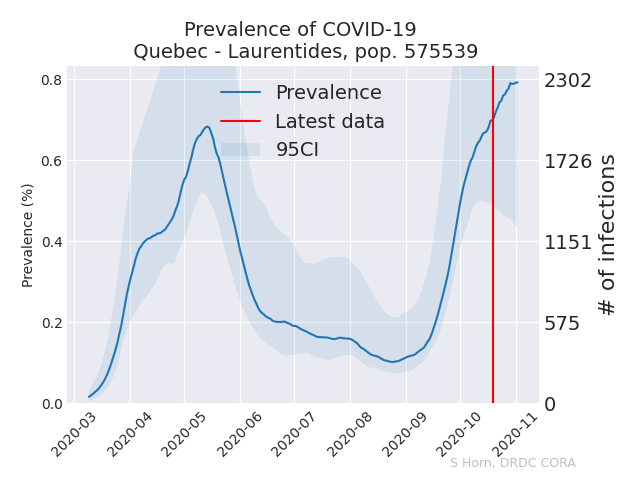 Prevalence of COVID-19
Quebec - Laurentides, pop. 575539
Prevalence
Latest data
95CI
Prevalence (%)
0.8
0.6
0.4
0.2
0.0
2302
1726
1151
575
0
# of infections
2020-03
2020-04
2020-05
2020-06
2020-07
2020-08
2020-09
2020-10
2020-11
S Horn, DRDC CORA